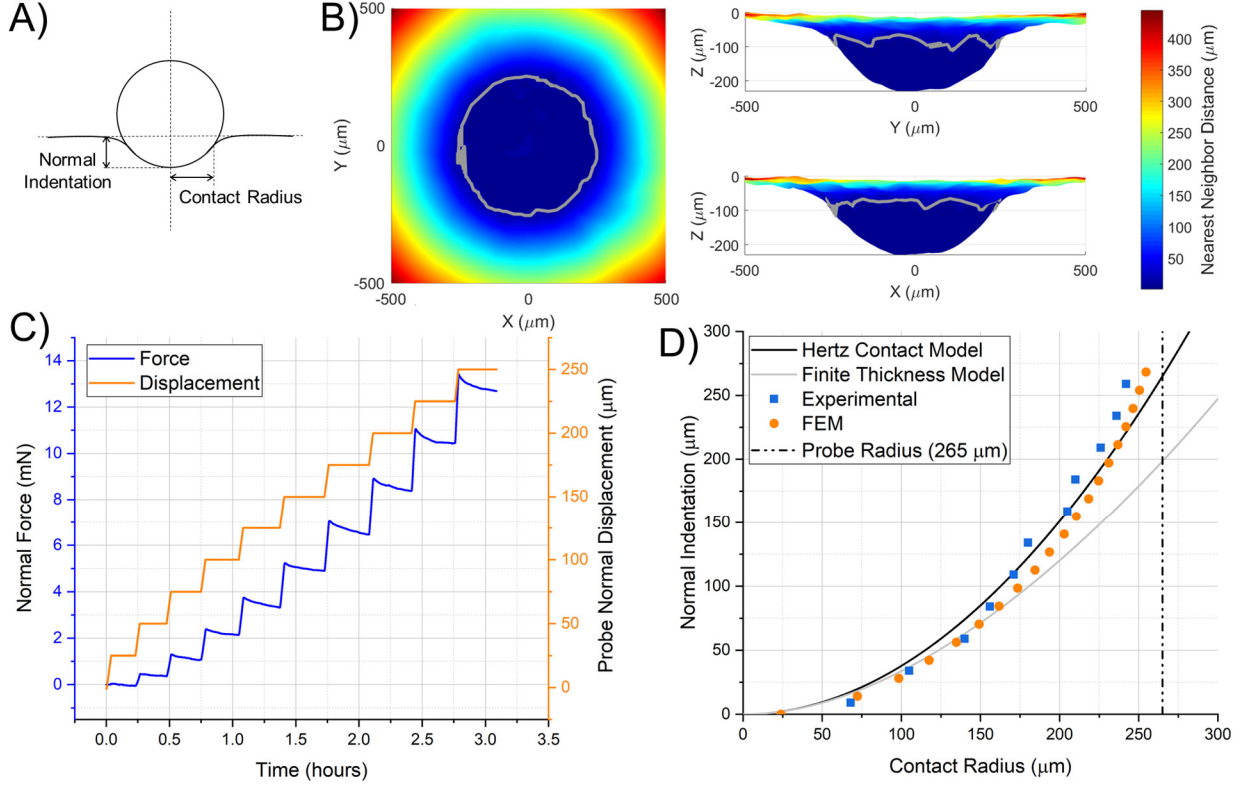 A)
Normal
Indentation
Contact Radius
B)
500
Y (μm)
0
-500
-500
0
500
X (μm)
0
-100
-200
Z (μm)
-500
0
500
Y (μm)
0
-100
-200
Z (μm)
-500
0
500
X (μm)
450
400
350
300
250
200
150
100
50
Nearest Neighbor Distance (μm)
C)
Force
Displacement
14
12
10
8
6
4
2
0
Normal Force (mN)
250
200
150
100
50
0
Probe Normal Displacement (μm)
0.0
0.5
1.0
1.5
2.0
2.5
3.0
3.5
Time (hours)
D)
Hertz Contact Model
Finite Thickness Model
Experimental
FEM
Probe Radius (265 μm)
300
250
200
150
100
50
0
Normal Indentation (μm)
0
50
100
150
200
250
300
Contact Radius (μm)